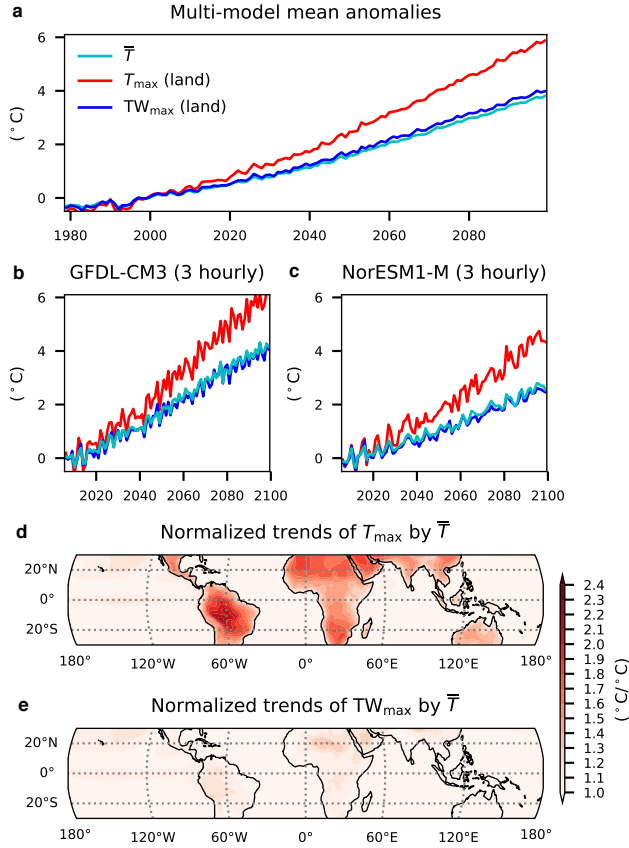 a Multi-model mean anomalies
T̿
Tmax (land)
TWmax (land)
(°C)
6
4
2
0
1980 2000 2020 2040 2060 2080
b GFDL-CM3 (3 hourly)
(°C)
6
4
2
0
2020 2040 2060 2080 2100
c NorESM1-M (3 hourly)
(°C)
6
4
2
0
2020 2040 2060 2080 2100
d Normalized trends of Tmax by T̿
20°N
0°
20°S
180° 120°W 60°W 0° 60°E 120°E 180°
e Normalized trends of TWmax by T̿
20°N
0°
20°S
180° 120°W 60°W 0° 60°E 120°E 180°
2.4
2.3
2.2
2.1
2.0
1.9
1.8
1.7
1.6
1.5
1.4
1.3
1.2
1.1
1.0
(°C/°C)